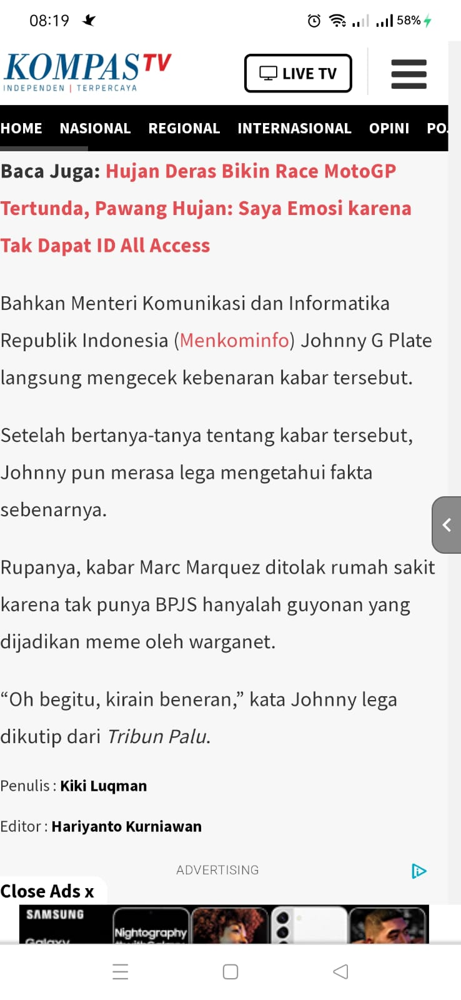 08:19
58%
KOMPAS TV
INDEPENDEN | TERPERCAYA
LIVE TV
HOME NASIONAL REGIONAL INTERNASIONAL OPINI PO
Baca Juga: Hujan Deras Bikin Race MotoGP
Tertunda, Pawang Hujan: Saya Emosi karena
Tak Dapat ID All Access
Bahkan Menteri Komunikasi dan Informatika
Republik Indonesia (Menkominfo) Johnny G Plate
langsung mengecek kebenaran kabar tersebut.
Setelah bertanya-tanya tentang kabar tersebut,
Johnny pun merasa lega mengetahui fakta
sebenarnya.
Rupanya, kabar Marc Marquez ditolak rumah sakit
karena tak punya BPJS hanyalah guyonan yang
dijadikan meme oleh warganet.
“Oh begitu, kirain beneran,” kata Johnny lega
dikutip dari Tribun Palu.
Penulis : Kiki Luqman
Editor : Hariyanto Kurniawan
ADVERTISING
Close Ads x
SAMSUNG
Nightography
Galaxy